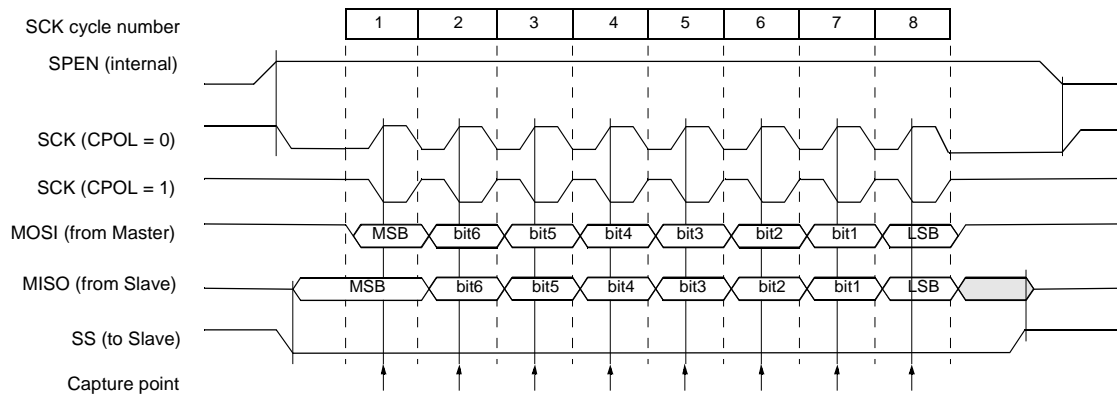 SCK cycle number 1 2 3 4 5 6 7 8
SPEN (internal)
SCK (CPOL = 0)
SCK (CPOL = 1)
MOSI (from Master) MSB bit6 bit5 bit4 bit3 bit2 bit1 LSB
MISO (from Slave) MSB bit6 bit5 bit4 bit3 bit2 bit1 LSB
SS (to Slave)
Capture point